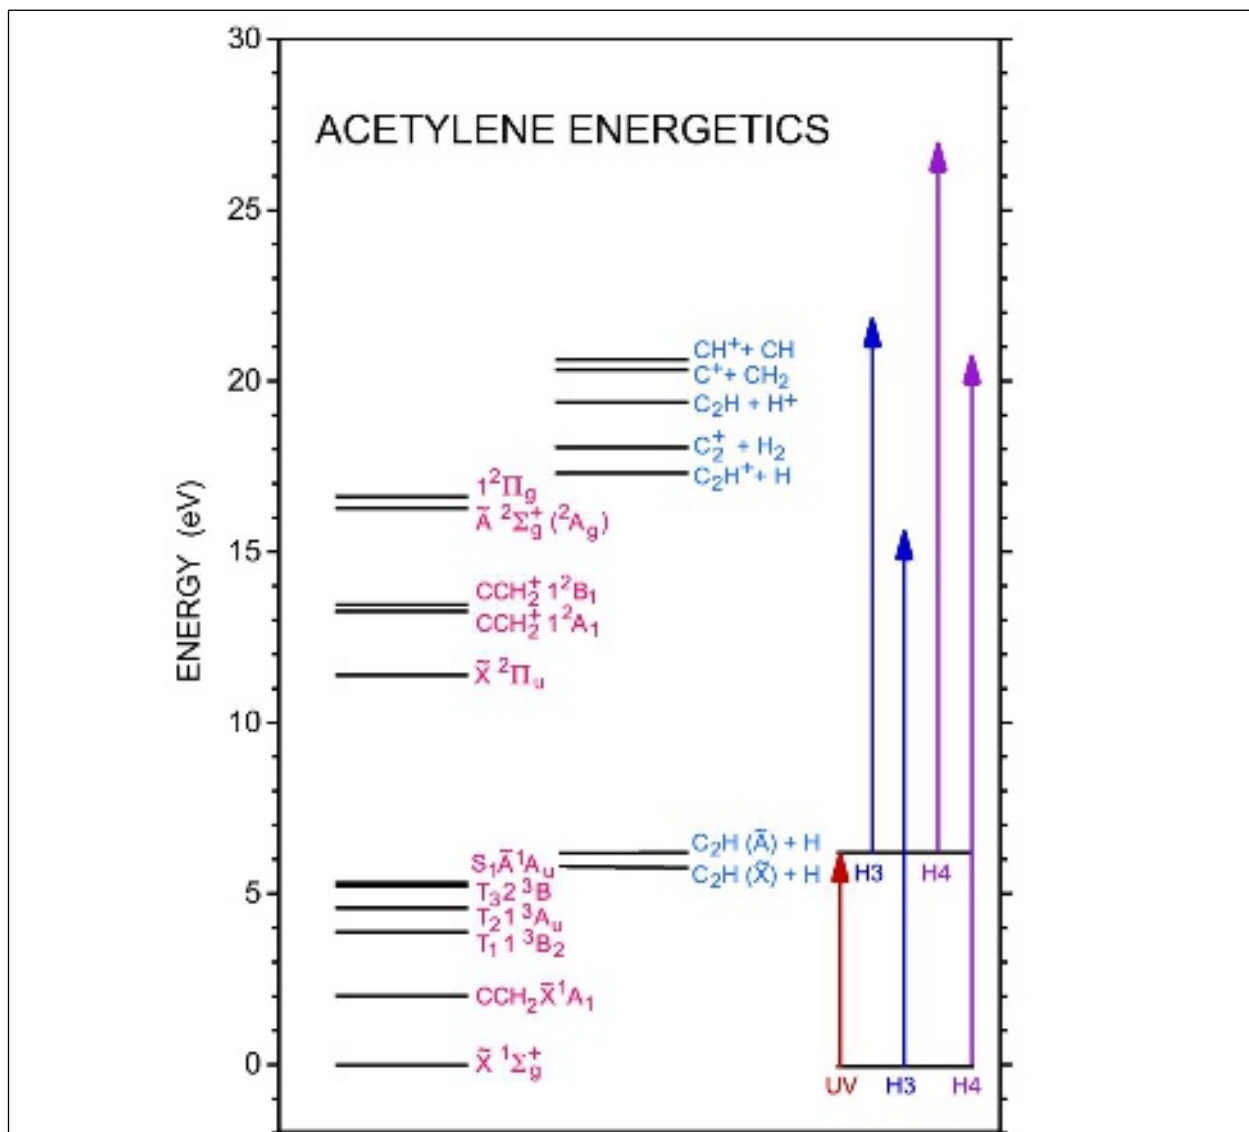 30
ACETYLENE ENERGETICS
25
CH⁺+ CH
20
C⁺+ CH₂
C₂H + H⁺
C₂⁺ + H₂
C₂H⁺+ H
1²Πg
Ã ²Σg⁺ (²Ag)
15
CCH₂⁺ 1²B₁
CCH₂⁺ 1²A₁
X̃ ²Πu
10
ENERGY (eV)
C₂H (Ã) + H
C₂H (X̃) + H
H3
H4
S₁Ã¹Au
5
T₃2 ³B
T₂1 ³Au
T₁ 1 ³B₂
CCH₂X̃¹A₁
0
X̃ ¹Σg⁺
UV
H3
H4